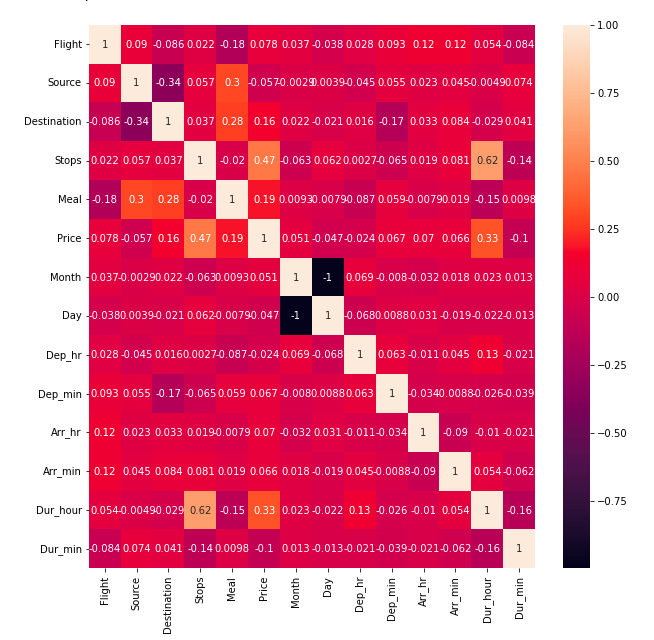 Flight 1 0.09 -0.086 0.022 -0.18 0.078 0.037 -0.038 0.028 0.093 0.12 0.12 0.054 -0.084
Source 0.09 1 -0.34 0.057 0.3 -0.057 -0.0029 0.0039 -0.045 0.055 0.023 0.045 -0.0049 0.074
Destination -0.086 -0.34 1 0.037 0.28 0.16 0.022 -0.021 0.016 -0.17 0.033 0.084 -0.029 0.041
Stops 0.022 0.057 0.037 1 -0.02 0.47 -0.063 0.062 0.0027 -0.065 0.019 0.081 0.62 -0.14
Meal -0.18 0.3 0.28 -0.02 1 0.19 0.0093 -0.0079 -0.087 0.059 -0.0079 0.019 -0.15 0.0098
Price 0.078 -0.057 0.16 0.47 0.19 1 0.051 -0.047 -0.024 0.067 0.07 0.066 0.33 -0.1
Month 0.037 -0.0029 0.022 -0.063 0.0093 0.051 1 -1 0.069 -0.008 -0.032 0.018 0.023 0.013
Day -0.038 0.0039 -0.021 0.062 -0.0079 -0.047 -1 1 -0.068 0.0088 0.031 -0.019 -0.022 -0.013
Dep_hr 0.028 -0.045 0.016 0.0027 -0.087 -0.024 0.069 -0.068 1 0.063 -0.011 0.045 0.13 -0.021
Dep_min 0.093 0.055 -0.17 -0.065 0.059 0.067 -0.008 0.0088 0.063 1 -0.034 -0.0088 -0.026 -0.039
Arr_hr 0.12 0.023 0.033 0.019 -0.0079 0.07 -0.032 0.031 -0.011 -0.034 1 -0.09 -0.01 -0.021
Arr_min 0.12 0.045 0.084 0.081 0.019 0.066 0.018 -0.019 0.045 -0.0088 -0.09 1 0.054 -0.062
Dur_hour 0.054 -0.0049 -0.029 0.62 -0.15 0.33 0.023 -0.022 0.13 -0.026 -0.01 0.054 1 -0.16
Dur_min -0.084 0.074 0.041 -0.14 0.0098 -0.1 0.013 -0.013 -0.021 -0.039 -0.021 -0.062 -0.16 1
Flight Source Destination Stops Meal Price Month Day Dep_hr Dep_min Arr_hr Arr_min Dur_hour Dur_min
1.00
0.75
0.50
0.25
0.00
−0.25
−0.50
−0.75